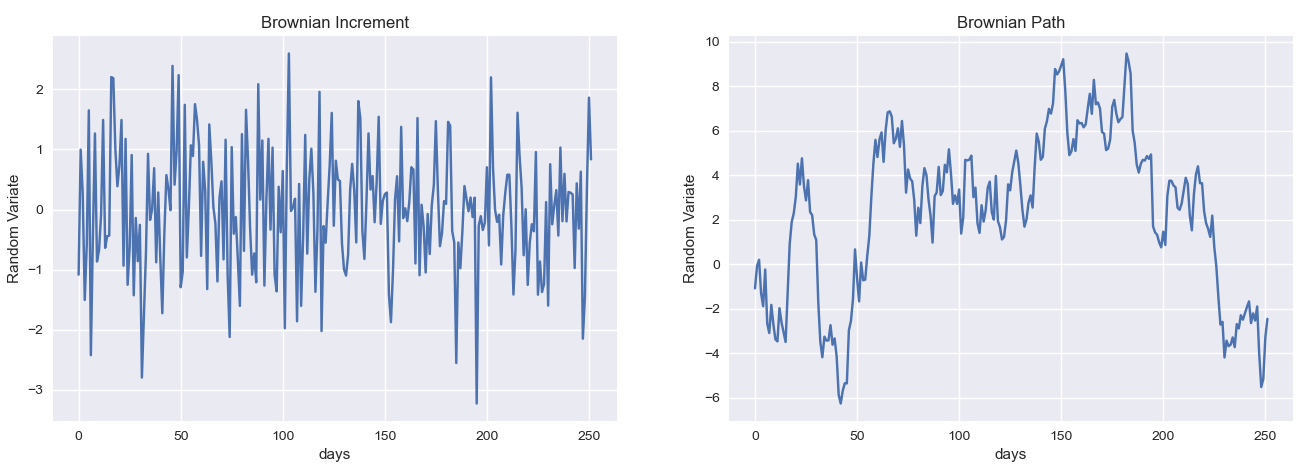 Brownian Increment
Random Variate
2
1
0
−1
−2
−3
0 50 100 150 200 250
days
Brownian Path
Random Variate
10
8
6
4
2
0
−2
−4
−6
0 50 100 150 200 250
days